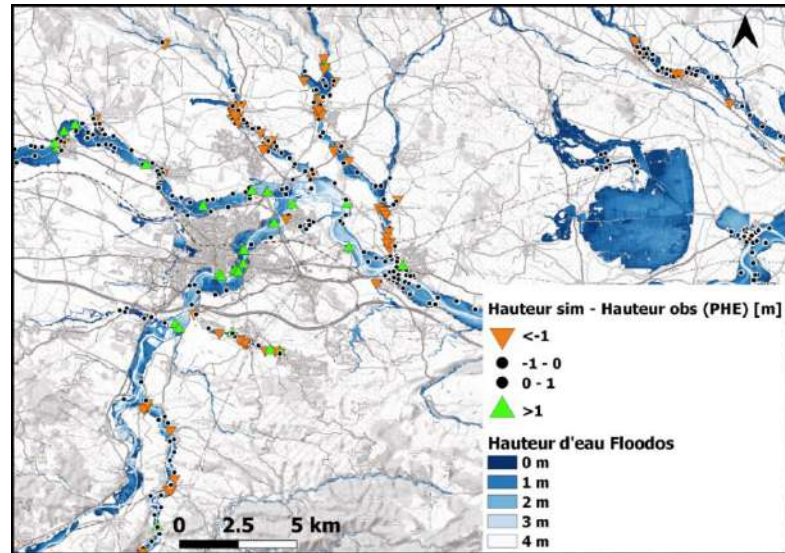 Hauteur sim - Hauteur obs (PHE) [m]
<-1
-1 - 0
0 - 1
>1
Hauteur d'eau Floodos
0 m
1 m
2 m
3 m
4 m
0 2.5 5 km